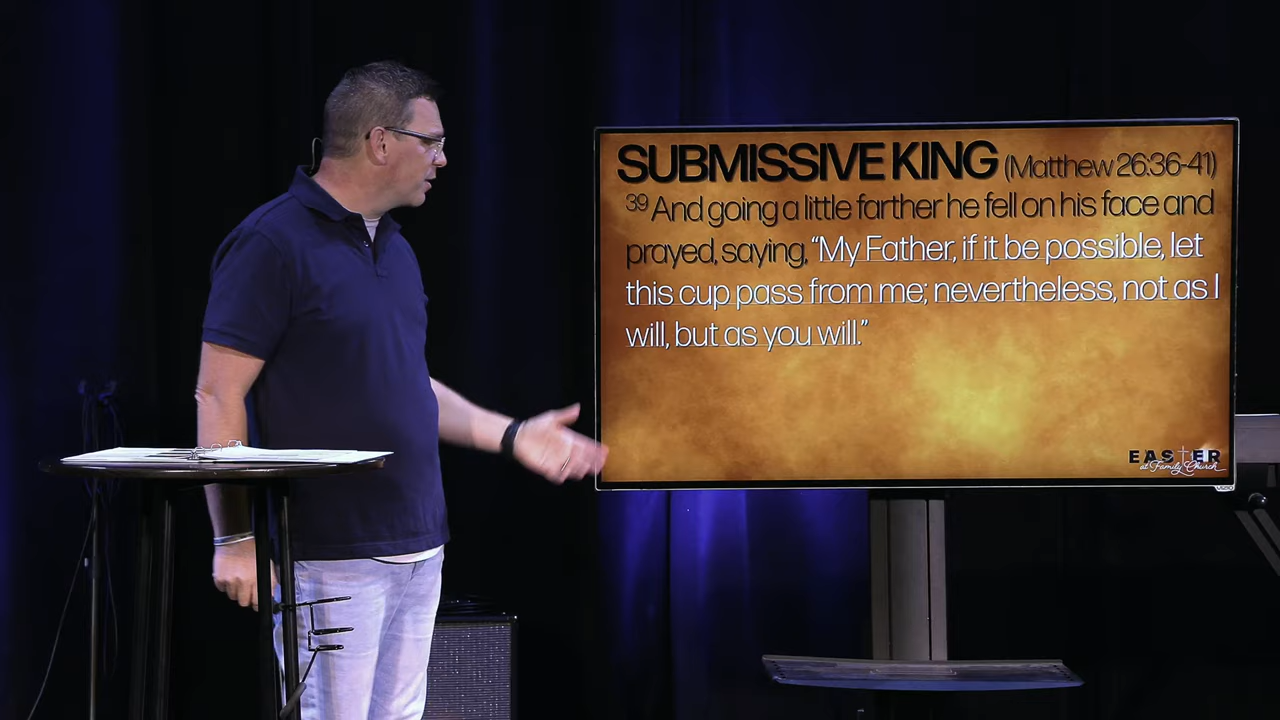 SUBMISSIVE KING (Matthew 26:36-41)
39 And going a little farther he fell on his face and
prayed, saying, “My Father, if it be possible, let
this cup pass from me; nevertheless, not as I
will, but as you will.”
EASTER
at Family Church
VIZIO